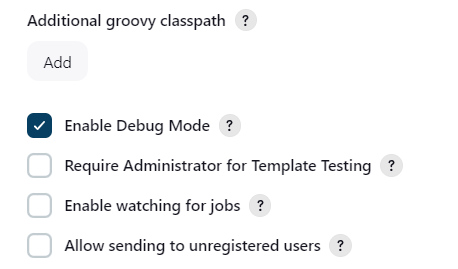 Additional groovy classpath ?
Add
Enable Debug Mode ?
Require Administrator for Template Testing ?
Enable watching for jobs ?
Allow sending to unregistered users ?